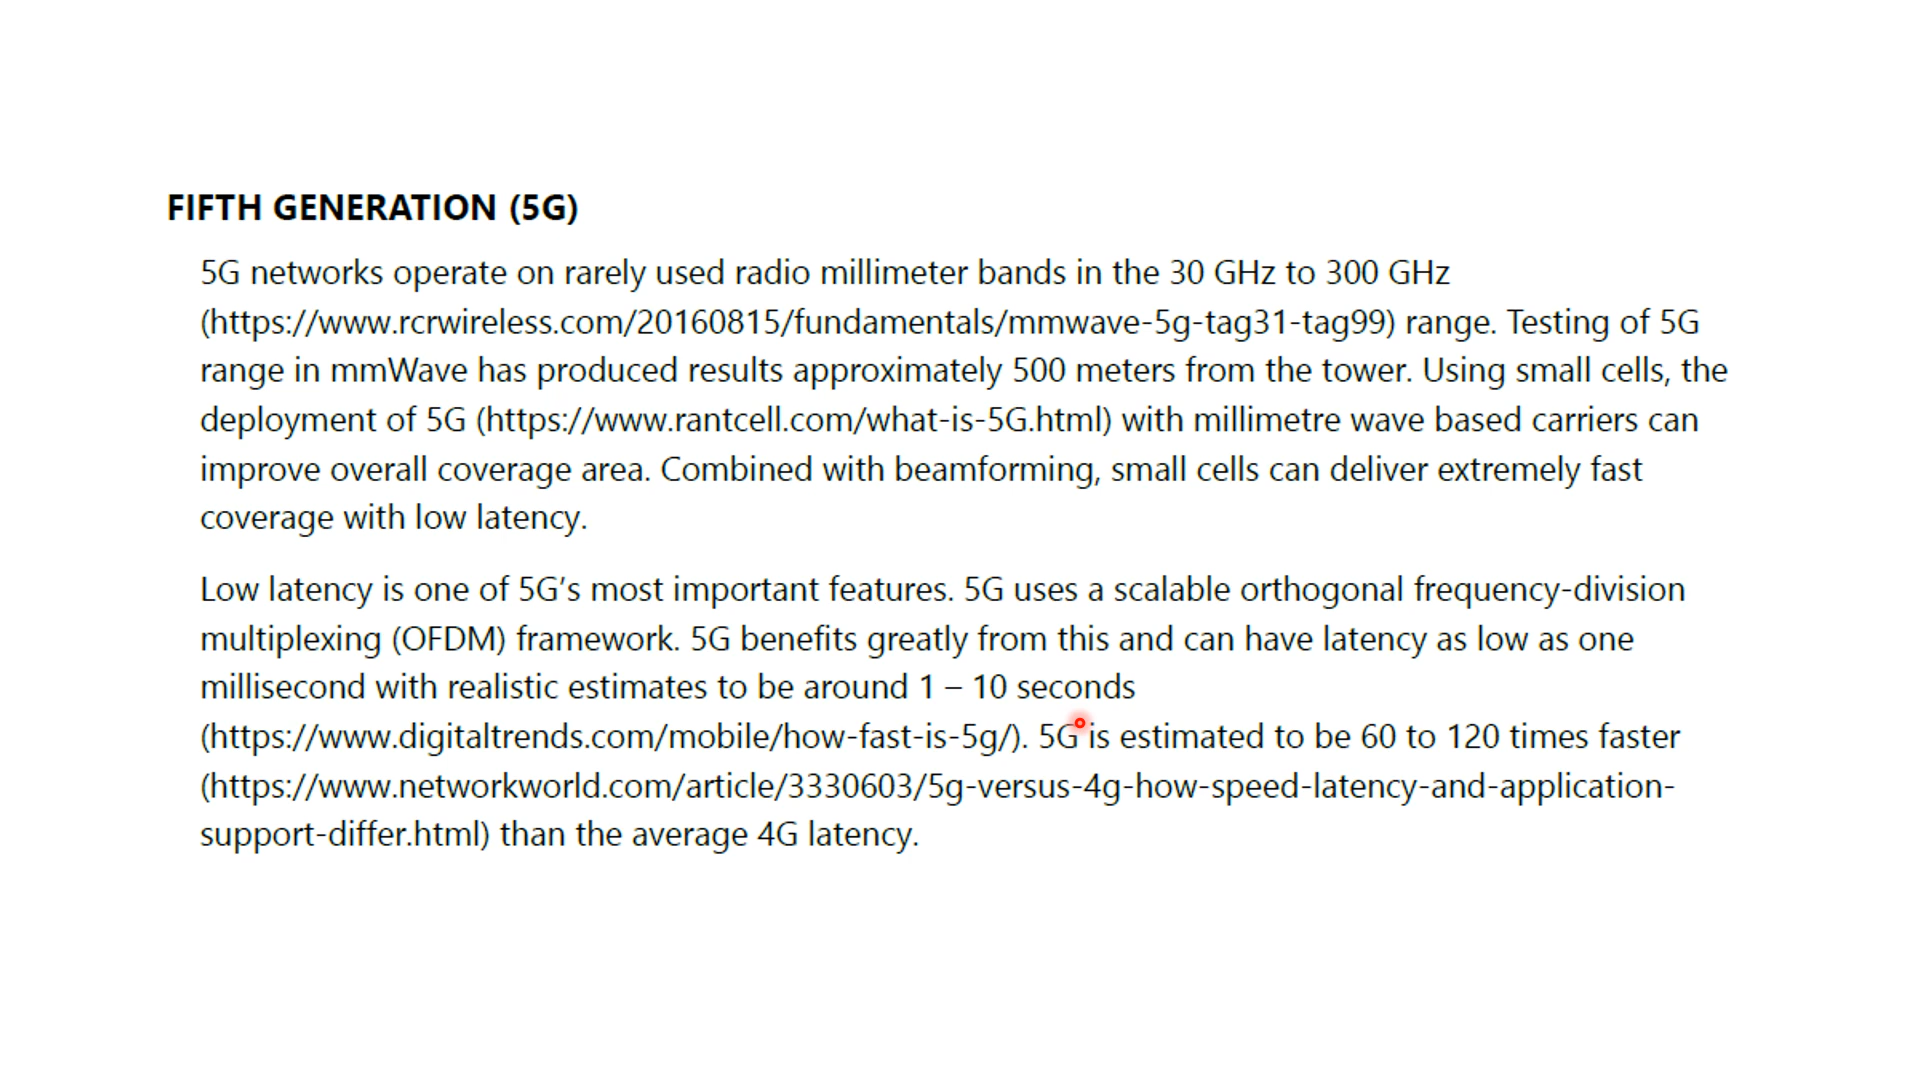 FIFTH GENERATION (5G)
5G networks operate on rarely used radio millimeter bands in the 30 GHz to 300 GHz
(https://www.rcrwireless.com/20160815/fundamentals/mmwave-5g-tag31-tag99) range. Testing of 5G
range in mmWave has produced results approximately 500 meters from the tower. Using small cells, the
deployment of 5G (https://www.rantcell.com/what-is-5G.html) with millimetre wave based carriers can
improve overall coverage area. Combined with beamforming, small cells can deliver extremely fast
coverage with low latency.
Low latency is one of 5G’s most important features. 5G uses a scalable orthogonal frequency-division
multiplexing (OFDM) framework. 5G benefits greatly from this and can have latency as low as one
millisecond with realistic estimates to be around 1 – 10 seconds
(https://www.digitaltrends.com/mobile/how-fast-is-5g/). 5G is estimated to be 60 to 120 times faster
(https://www.networkworld.com/article/3330603/5g-versus-4g-how-speed-latency-and-application-
support-differ.html) than the average 4G latency.